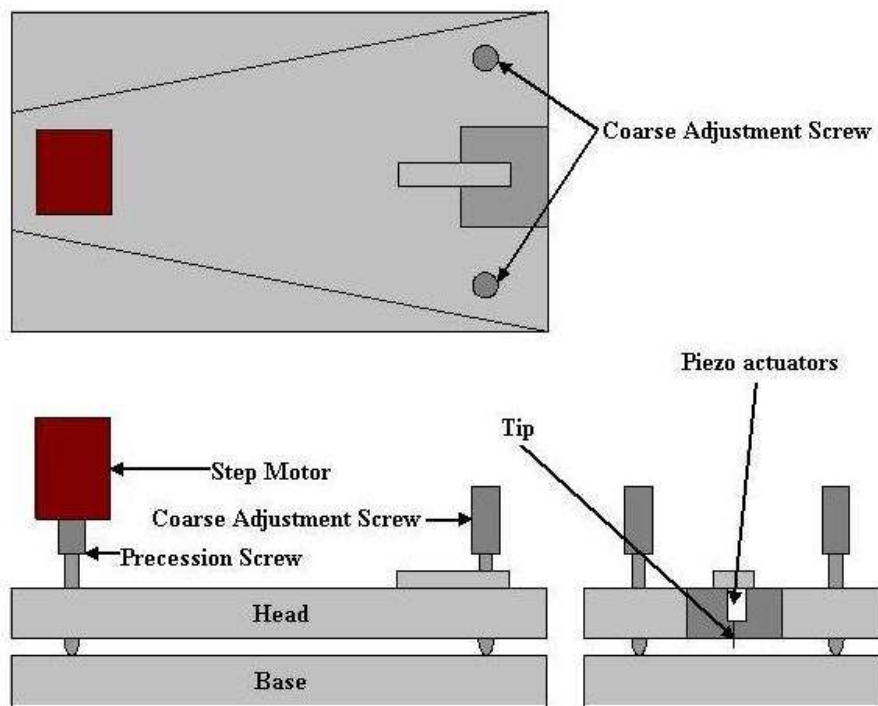 Coarse Adjustment Screw
Piezo actuators
Tip
Step Motor
Coarse Adjustment Screw
Precession Screw
Head
Base